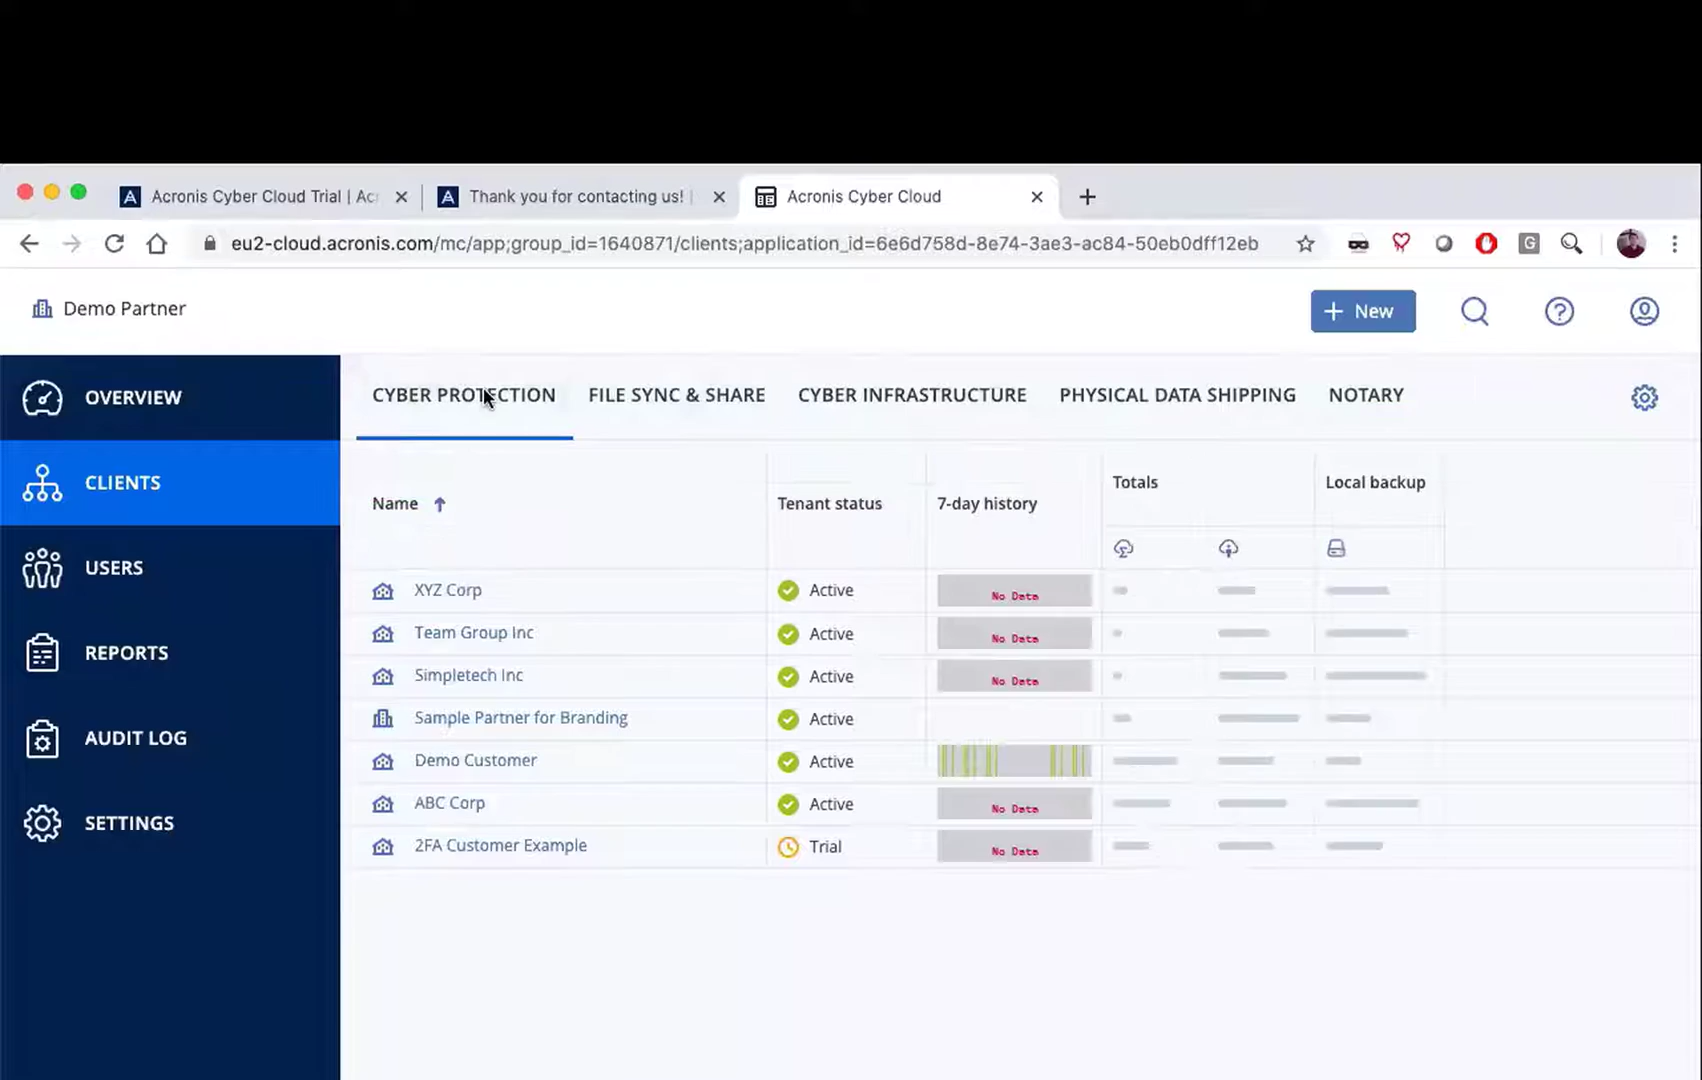 Acronis Cyber Cloud Trial | Ac
Thank you for contacting us! |
Acronis Cyber Cloud
eu2-cloud.acronis.com/mc/app;group_id=1640871/clients;application_id=6e6d758d-8e74-3ae3-ac84-50eb0dff12eb
G
Demo Partner
+ New
OVERVIEW
CLIENTS
USERS
REPORTS
AUDIT LOG
SETTINGS
CYBER PROTECTION FILE SYNC & SHARE CYBER INFRASTRUCTURE PHYSICAL DATA SHIPPING NOTARY
Name Tenant status 7-day history Totals Local backup
XYZ Corp Active No Data
Team Group Inc Active No Data
Simpletech Inc Active No Data
Sample Partner for Branding Active
Demo Customer Active
ABC Corp Active No Data
2FA Customer Example Trial No Data